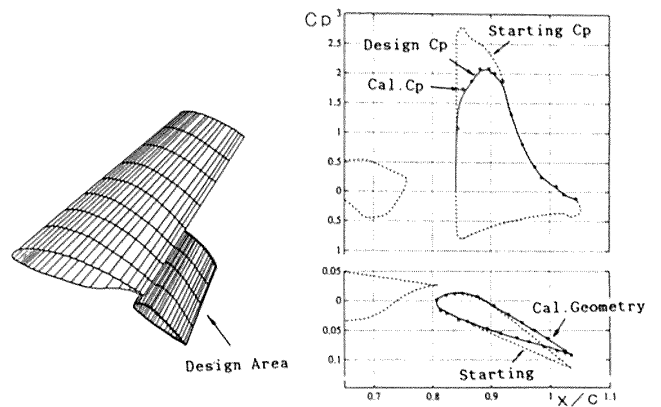 Cp
3
2.5
2
1.5
1
0.5
0
0.5
1
Starting Cp
Design Cp
Cal.Cp
0.05
0
0.05
0.1
Cal.Geometry
Starting
0.7 0.8 0.9 1 1.1
X/C
Design Area